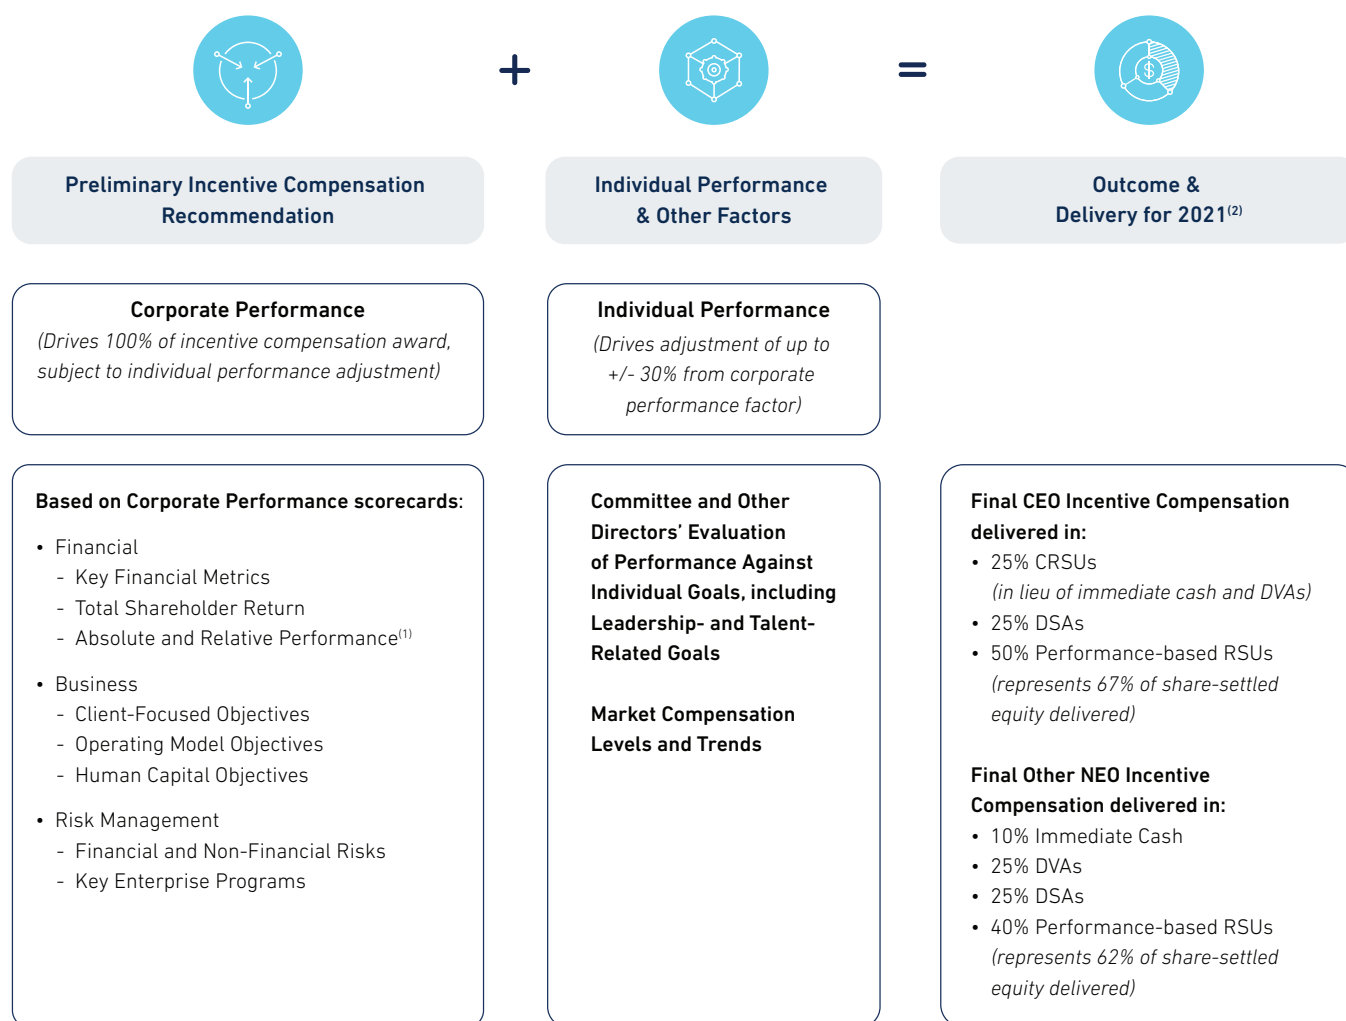 +
=
$
Preliminary Incentive Compensation
Recommendation
Individual Performance
& Other Factors
Outcome &
Delivery for 2021(2)
Corporate Performance
(Drives 100% of incentive compensation award,
subject to individual performance adjustment)
Individual Performance
(Drives adjustment of up to
+/- 30% from corporate
performance factor)
Based on Corporate Performance scorecards:
• Financial
- Key Financial Metrics
- Total Shareholder Return
- Absolute and Relative Performance(1)
• Business
- Client-Focused Objectives
- Operating Model Objectives
- Human Capital Objectives
• Risk Management
- Financial and Non-Financial Risks
- Key Enterprise Programs
Committee and Other
Directors’ Evaluation
of Performance Against
Individual Goals, including
Leadership- and Talent-
Related Goals
Market Compensation
Levels and Trends
Final CEO Incentive Compensation
delivered in:
• 25% CRSUs
(in lieu of immediate cash and DVAs)
• 25% DSAs
• 50% Performance-based RSUs
(represents 67% of share-settled
equity delivered)
Final Other NEO Incentive
Compensation delivered in:
• 10% Immediate Cash
• 25% DVAs
• 25% DSAs
• 40% Performance-based RSUs
(represents 62% of share-settled
equity delivered)